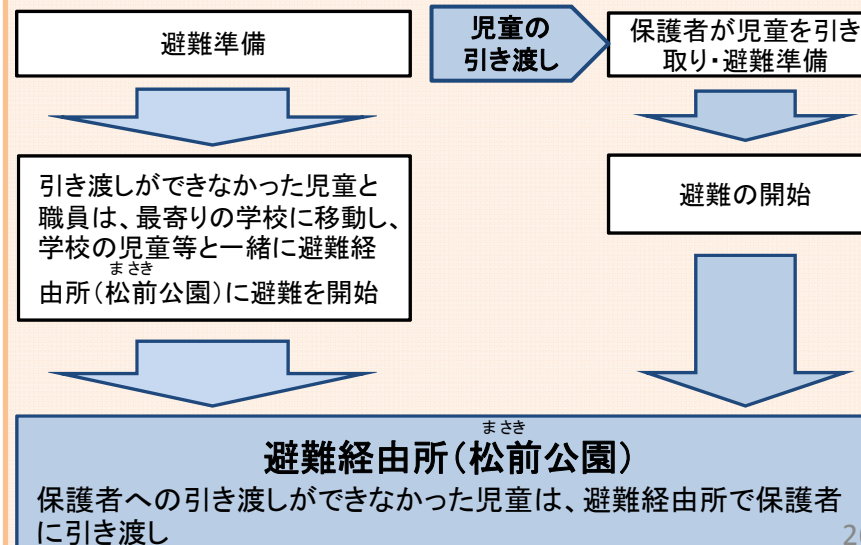 避難準備
児童の
引き渡し
保護者が児童を引き
取り・避難準備
引き渡しができなかった児童と
職員は、最寄りの学校に移動し、
学校の児童等と一緒に避難経
まさき
由所(松前公園)に避難を開始
避難の開始
まさき
避難経由所(松前公園)
保護者への引き渡しができなかった児童は、避難経由所で保護者
に引き渡し